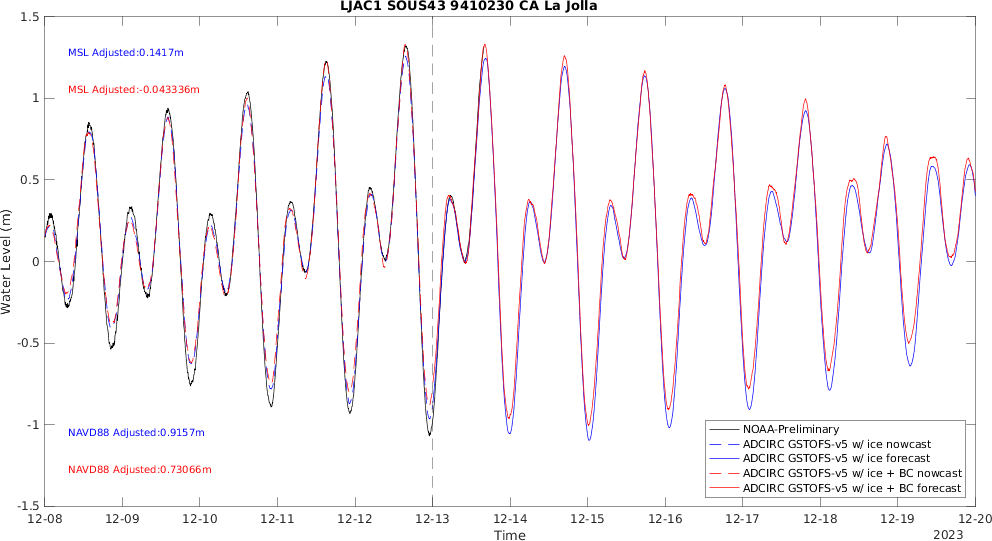 LJAC1 SOUS43 9410230 CA La Jolla
1.5
1
0.5
0
-0.5
-1
-1.5
Water Level (m)
MSL Adjusted:0.1417m
MSL Adjusted:-0.043336m
NAVD88 Adjusted:0.9157m
NAVD88 Adjusted:0.73066m
NOAA-Preliminary
ADCIRC GSTOFS-v5 w/ ice nowcast
ADCIRC GSTOFS-v5 w/ ice forecast
ADCIRC GSTOFS-v5 w/ ice + BC nowcast
ADCIRC GSTOFS-v5 w/ ice + BC forecast
12-08 12-09 12-10 12-11 12-12 12-13 12-14 12-15 12-16 12-17 12-18 12-19 12-20
Time
2023